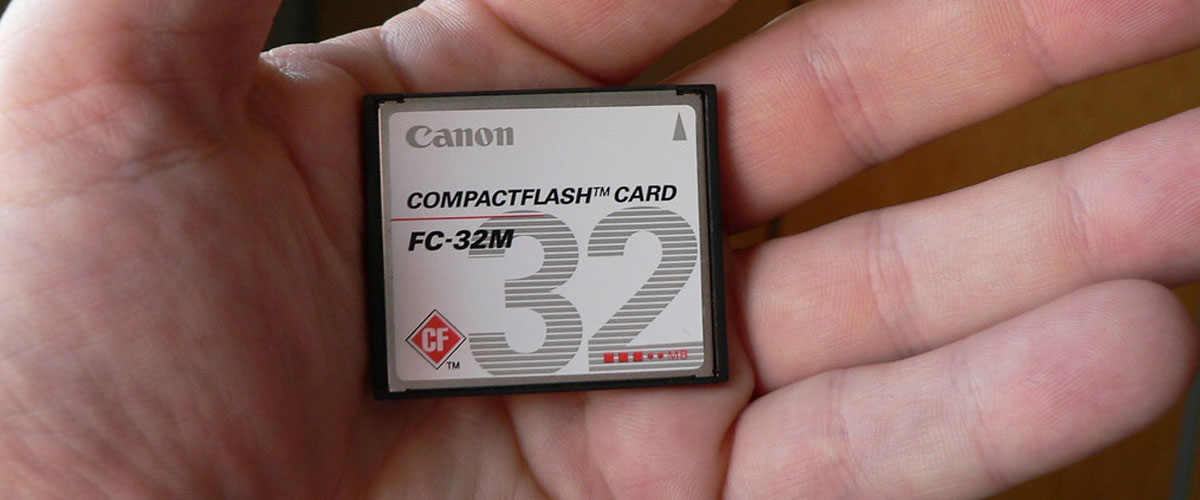 Canon
COMPACTFLASH™ CARD
FC-32M
32
CF
TM
MB